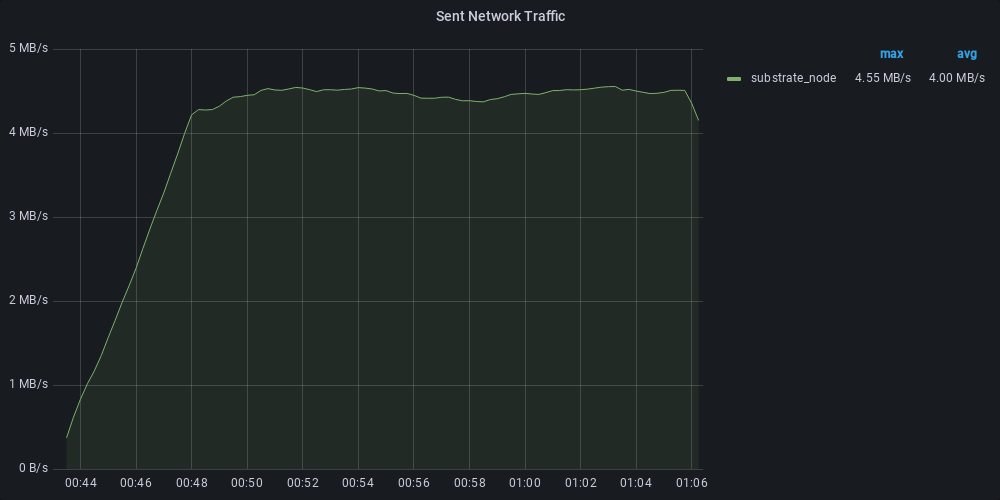 Sent Network Traffic
5 MB/s
4 MB/s
3 MB/s
2 MB/s
1 MB/s
0 B/s
00:44 00:46 00:48 00:50 00:52 00:54 00:56 00:58 01:00 01:02 01:04 01:06
max avg
substrate_node 4.55 MB/s 4.00 MB/s